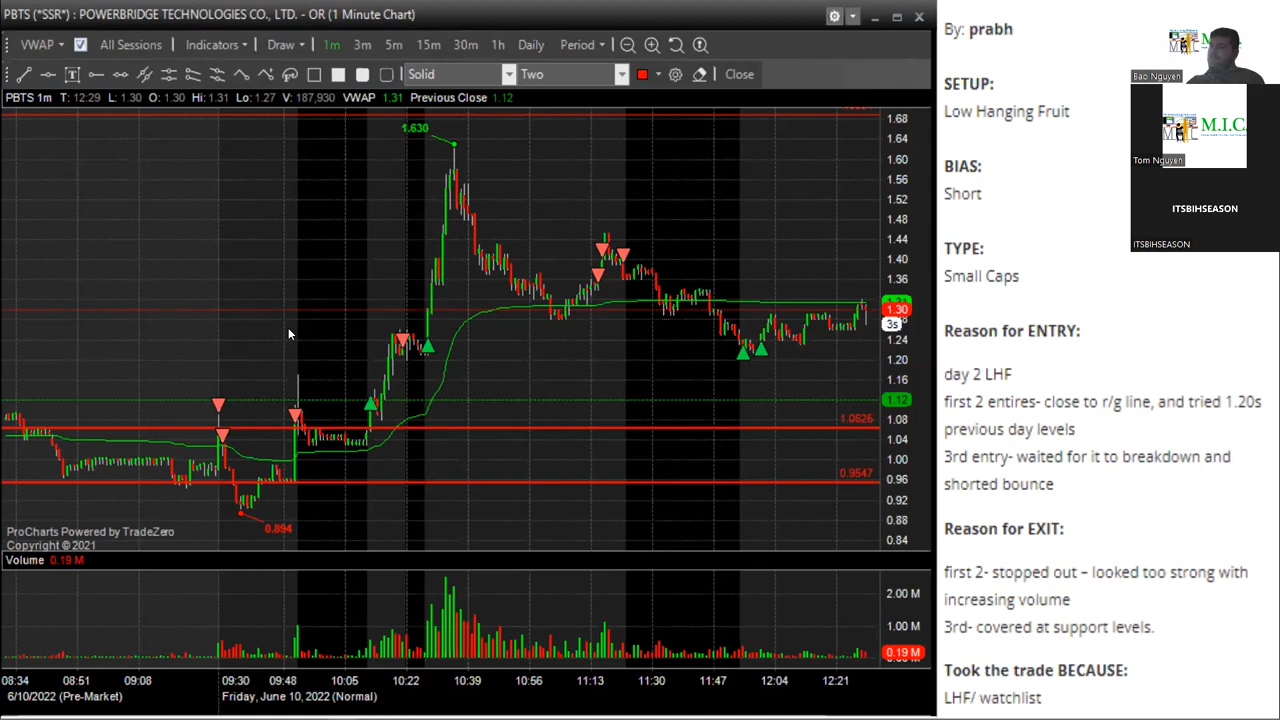 PBTS (*SSR*) : POWERBRIDGE TECHNOLOGIES CO., LTD. - OR (1 Minute Chart)
VWAP All Sessions Indicators Draw 1m 3m 5m 15m 30m 1h Daily Period
Solid Two Close
PBTS 1m T: 12:29 L: 1.30 O: 1.30 Hi: 1.31 Lo: 1.27 V: 187,930 VWAP 1.31 Previous Close 1.12
1.630
1.68
1.64
1.60
1.56
1.52
1.48
1.44
1.40
1.36
1.30
3s
1.24
1.20
1.16
1.12
1.08
1.0625
1.04
1.00
0.9547
0.96
0.92
0.894
0.88
0.84
ProCharts Powered by TradeZero
Copyright © 2021
Volume 0.19 M
2.00 M
1.00 M
0.19 M
08:34 08:51 09:08 09:30 09:48 10:05 10:22 10:39 10:56 11:13 11:30 11:47 12:04 12:21
6/10/2022 (Pre-Market) Friday, June 10, 2022 (Normal)
By: prabh
SETUP:
Low Hanging Fruit
BIAS:
Short
TYPE:
Small Caps
Reason for ENTRY:
day 2 LHF
first 2 entires- close to r/g line, and tried 1.20s
previous day levels
3rd entry- waited for it to breakdown and
shorted bounce
Reason for EXIT:
first 2- stopped out – looked too strong with
increasing volume
3rd- covered at support levels.
Took the trade BECAUSE:
LHF/ watchlist
Bao Nguyen
M.I.C.
Tom Nguyen
ITSBIHSEASON
ITSBIHSEASON